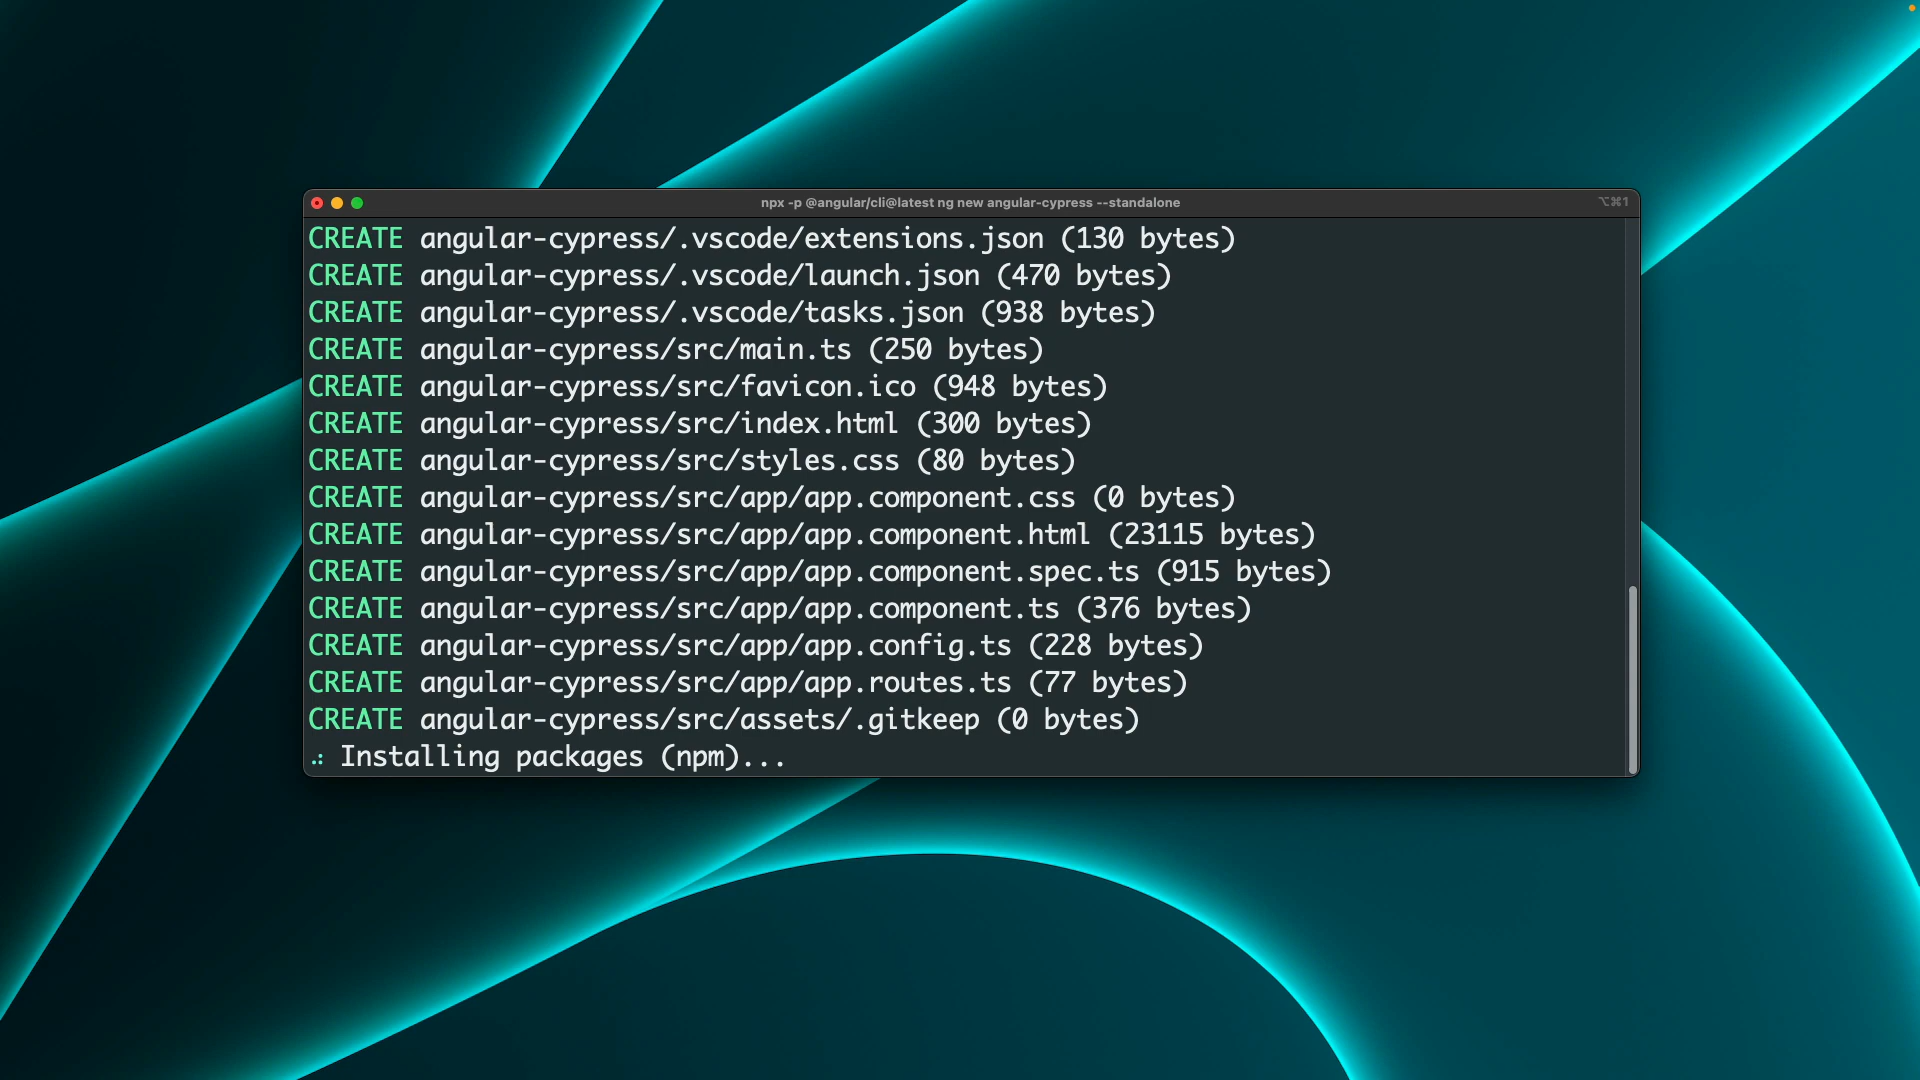 npx -p @angular/cli@latest ng new angular-cypress --standalone
⌥⌘1
CREATE angular-cypress/.vscode/extensions.json (130 bytes)
CREATE angular-cypress/.vscode/launch.json (470 bytes)
CREATE angular-cypress/.vscode/tasks.json (938 bytes)
CREATE angular-cypress/src/main.ts (250 bytes)
CREATE angular-cypress/src/favicon.ico (948 bytes)
CREATE angular-cypress/src/index.html (300 bytes)
CREATE angular-cypress/src/styles.css (80 bytes)
CREATE angular-cypress/src/app/app.component.css (0 bytes)
CREATE angular-cypress/src/app/app.component.html (23115 bytes)
CREATE angular-cypress/src/app/app.component.spec.ts (915 bytes)
CREATE angular-cypress/src/app/app.component.ts (376 bytes)
CREATE angular-cypress/src/app/app.config.ts (228 bytes)
CREATE angular-cypress/src/app/app.routes.ts (77 bytes)
CREATE angular-cypress/src/assets/.gitkeep (0 bytes)
Installing packages (npm)...